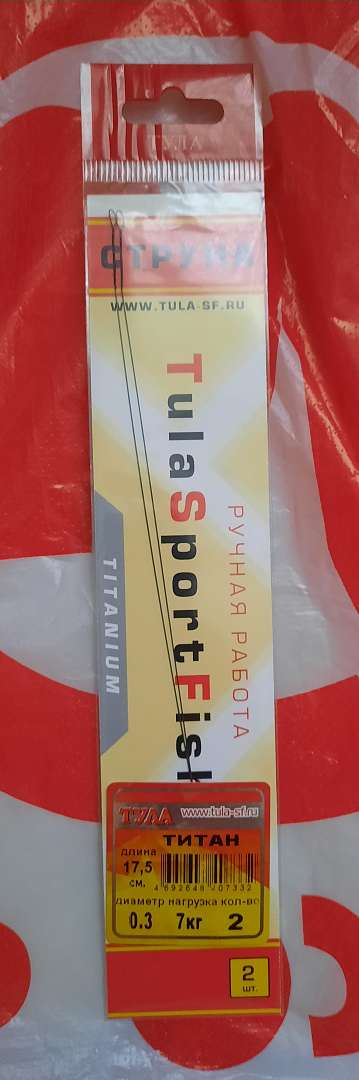 ТУЛА
СТРУНА
WWW.TULA-SF.RU
TulaSportFish
РУЧНАЯ РАБОТА
TITANIUM
ТУЛА www.tula-sf.ru
ТИТАН
длина
17,5
см.
диаметр нагрузка кол-во
0.3 7кг 2
2
шт.